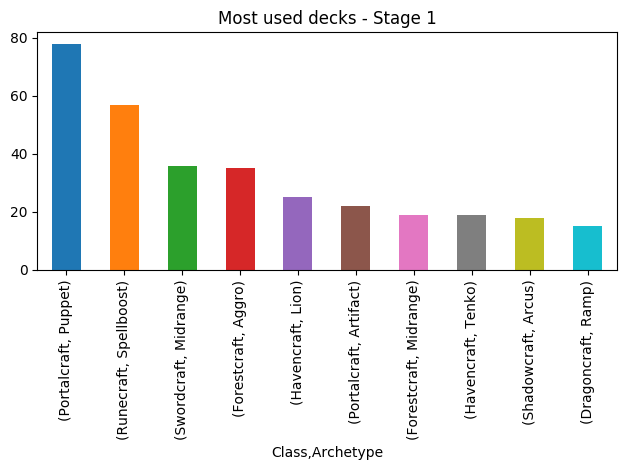 Most used decks - Stage 1
80
60
40
20
0
(Portalcraft, Puppet)
(Runecraft, Spellboost)
(Swordcraft, Midrange)
(Forestcraft, Aggro)
(Havencraft, Lion)
(Portalcraft, Artifact)
(Forestcraft, Midrange)
(Havencraft, Tenko)
(Shadowcraft, Arcus)
(Dragoncraft, Ramp)
Class,Archetype